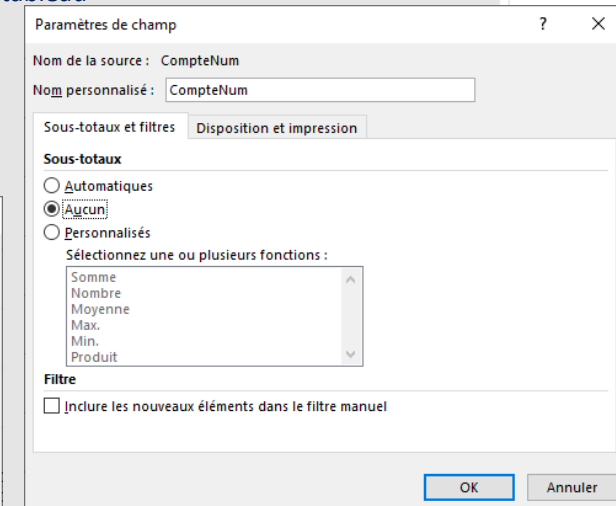 Paramètres de champ ? ×
Nom de la source : CompteNum
Nom personnalisé : CompteNum
Sous-totaux et filtres Disposition et impression
Sous-totaux
Automatiques
Aucun
Personnalisés
Sélectionnez une ou plusieurs fonctions :
Somme
Nombre
Moyenne
Max.
Min.
Produit
Filtre
Inclure les nouveaux éléments dans le filtre manuel
OK Annuler